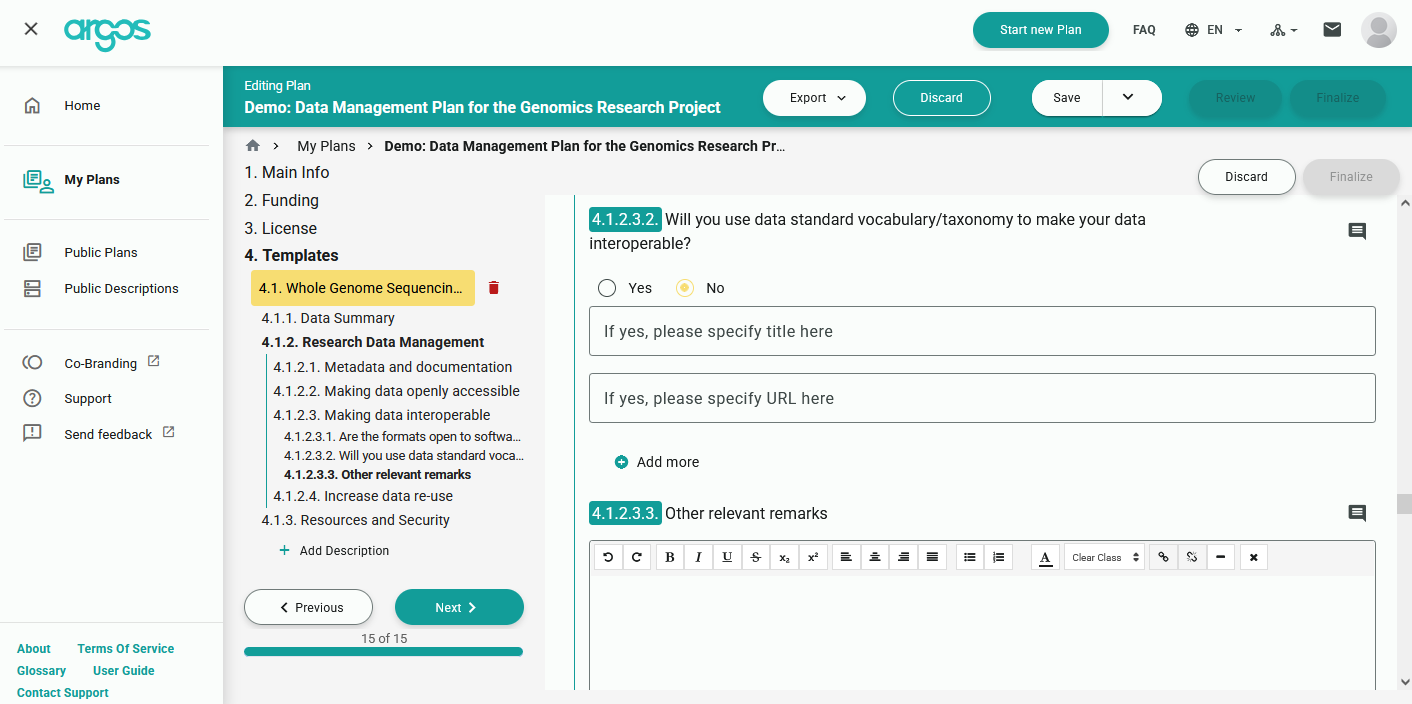 argos
Start new Plan
FAQ
EN
Home
My Plans
Public Plans
Public Descriptions
Co-Branding
Support
Send feedback
About
Terms Of Service
Glossary
User Guide
Contact Support
Editing Plan
Demo: Data Management Plan for the Genomics Research Project
Export
Discard
Save
Review
Finalize
My Plans
Demo: Data Management Plan for the Genomics Research Pr...
Discard
Finalize
1. Main Info
2. Funding
3. License
4. Templates
4.1. Whole Genome Sequencin...
4.1.1. Data Summary
4.1.2. Research Data Management
4.1.2.1. Metadata and documentation
4.1.2.2. Making data openly accessible
4.1.2.3. Making data interoperable
4.1.2.3.1. Are the formats open to softwa...
4.1.2.3.2. Will you use data standard voca...
4.1.2.3.3. Other relevant remarks
4.1.2.4. Increase data re-use
4.1.3. Resources and Security
Add Description
Previous
Next
15 of 15
4.1.2.3.2. Will you use data standard vocabulary/taxonomy to make your data
interoperable?
Yes
No
If yes, please specify title here
If yes, please specify URL here
Add more
4.1.2.3.3. Other relevant remarks
B I U S x₂ x² A Clear Class